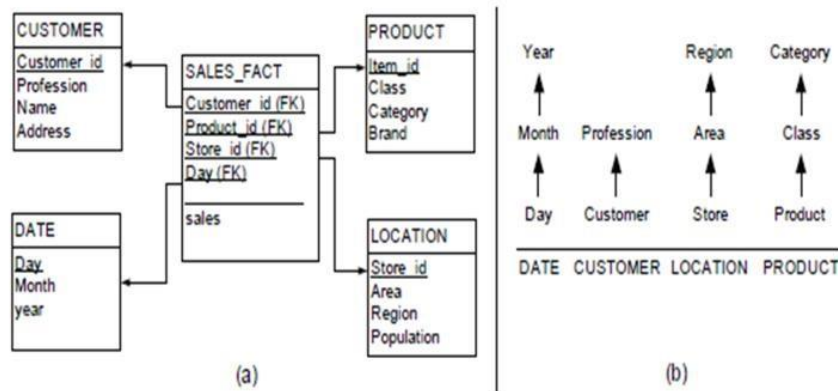 CUSTOMER
Customer_id
Profession
Name
Address
SALES_FACT
Customer_id (FK)
Product_id (FK)
Store_id (FK)
Day (FK)
sales
PRODUCT
Item_id
Class
Category
Brand
DATE
Day
Month
year
LOCATION
Store_id
Area
Region
Population
(a)
Year Region Category
Month Profession Area Class
Day Customer Store Product
DATE CUSTOMER LOCATION PRODUCT
(b)